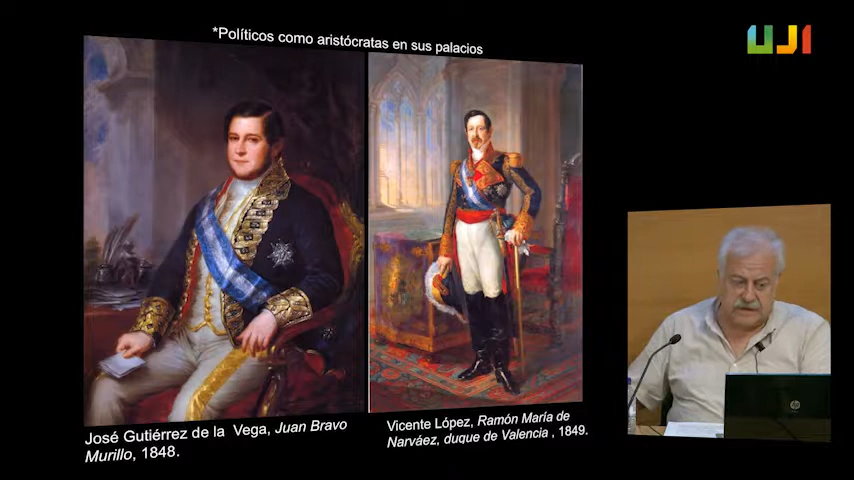 *Políticos como aristócratas en sus palacios
UJI
José Gutiérrez de la Vega, Juan Bravo
Murillo, 1848.
Vicente López, Ramón María de
Narváez, duque de Valencia , 1849.
hp